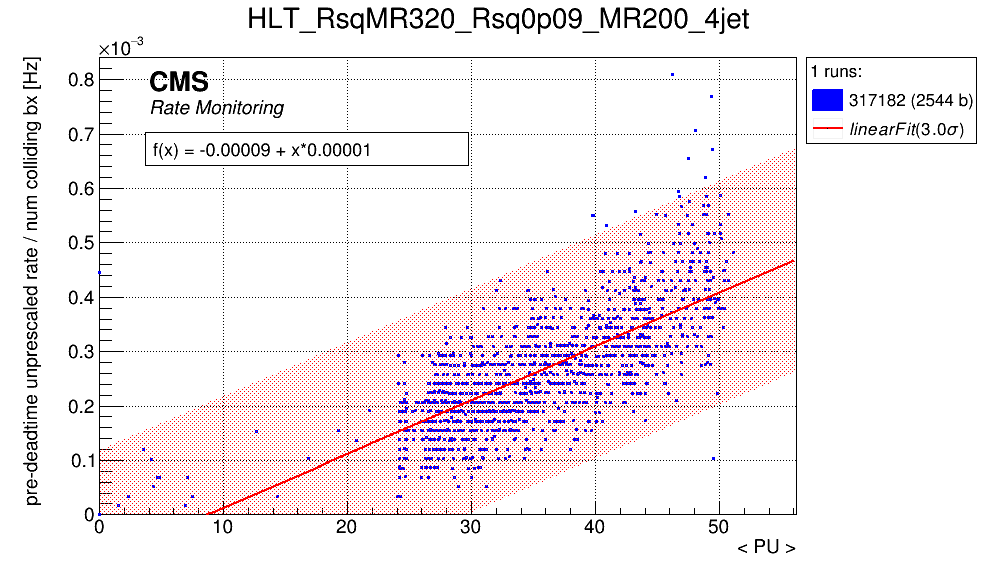 HLT_RsqMR320_Rsq0p09_MR200_4jet
×10⁻³
pre-deadtime unprescaled rate / num colliding bx [Hz]
CMS
Rate Monitoring
f(x) = -0.00009 + x*0.00001
1 runs:
317182 (2544 b)
linearFit(3.0σ)
0.8
0.7
0.6
0.5
0.4
0.3
0.2
0.1
0
0 10 20 30 40 50
< PU >